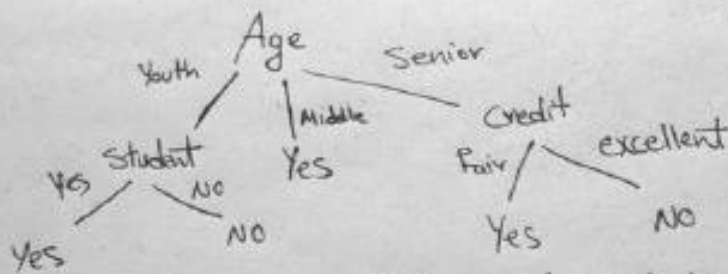 Age
Youth Senior
Middle Credit
Student Yes Fair excellent
Yes NO
Yes NO Yes NO